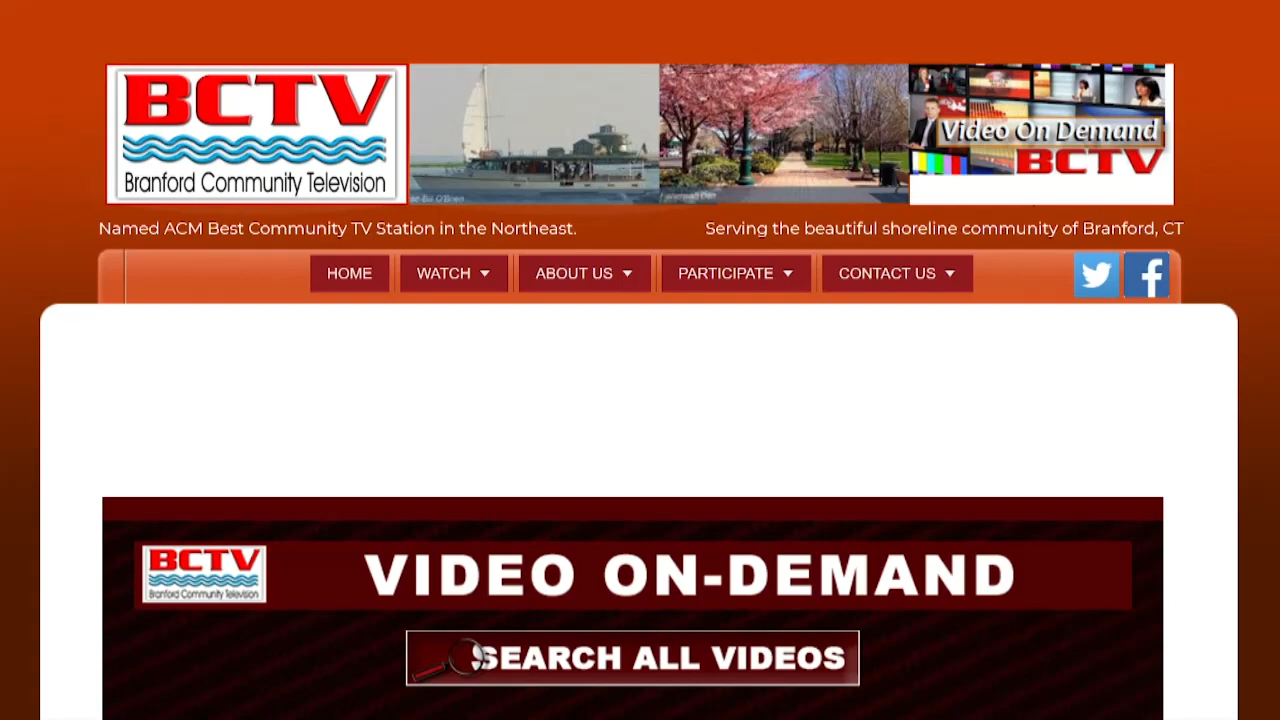 BCTV
Branford Community Television
Video On Demand
BCTV
Named ACM Best Community TV Station in the Northeast.
Serving the beautiful shoreline community of Branford, CT
HOME
WATCH
ABOUT US
PARTICIPATE
CONTACT US
BCTV
Branford Community Television
VIDEO ON-DEMAND
SEARCH ALL VIDEOS